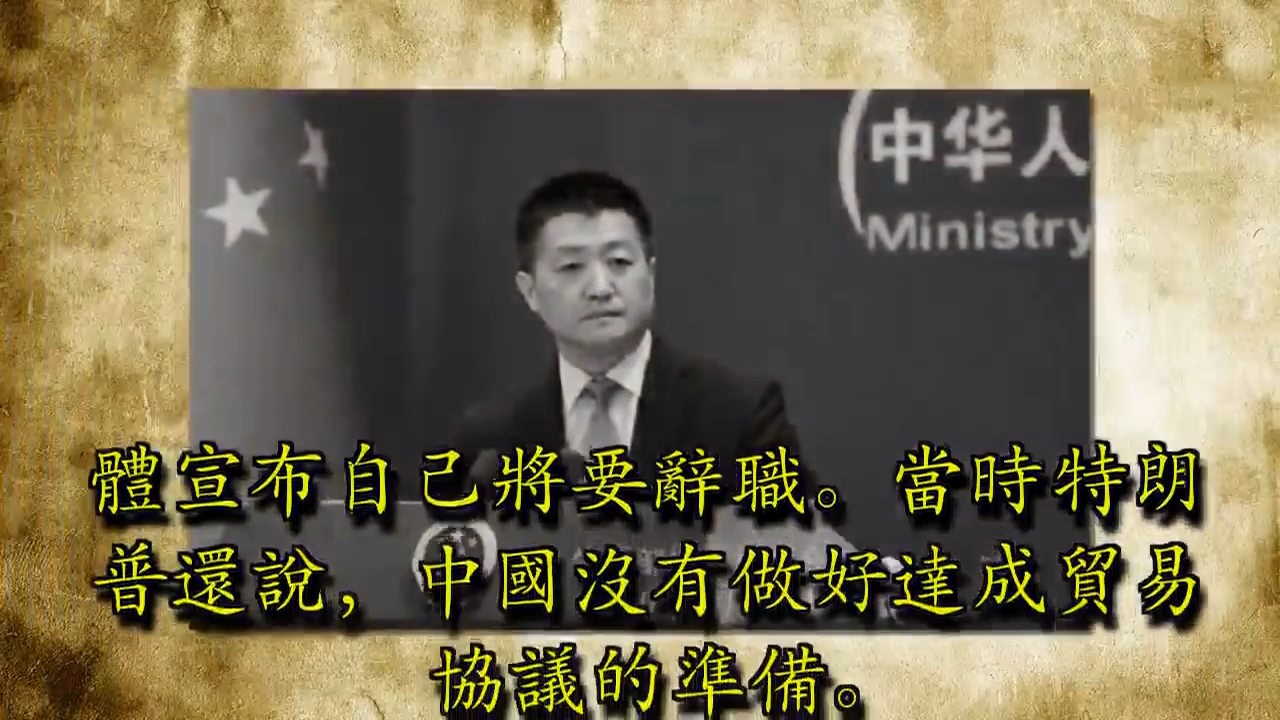 中华人
Ministry
體宣布自己將要辭職。當時特朗
普還說，中國沒有做好達成貿易
協議的準備。